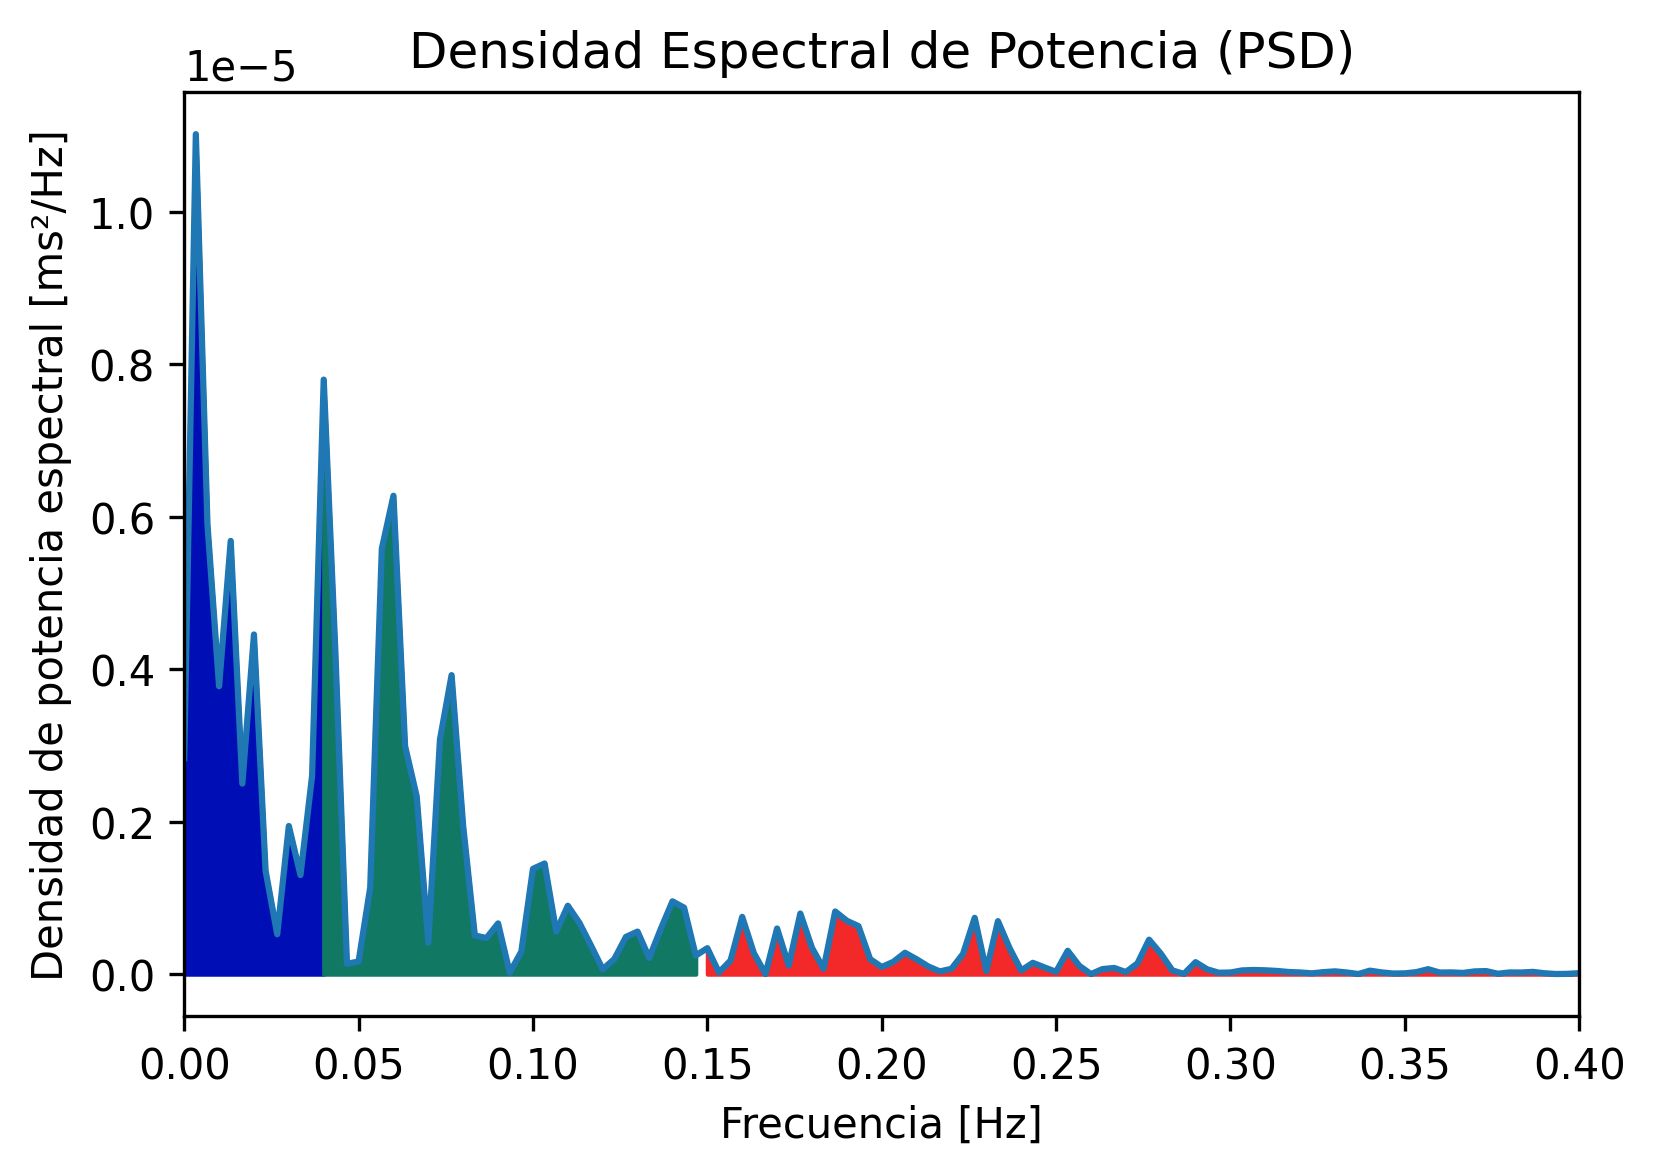 Densidad Espectral de Potencia (PSD)
1e−5
Densidad de potencia espectral [ms²/Hz]
1.0
0.8
0.6
0.4
0.2
0.0
0.00 0.05 0.10 0.15 0.20 0.25 0.30 0.35 0.40
Frecuencia [Hz]